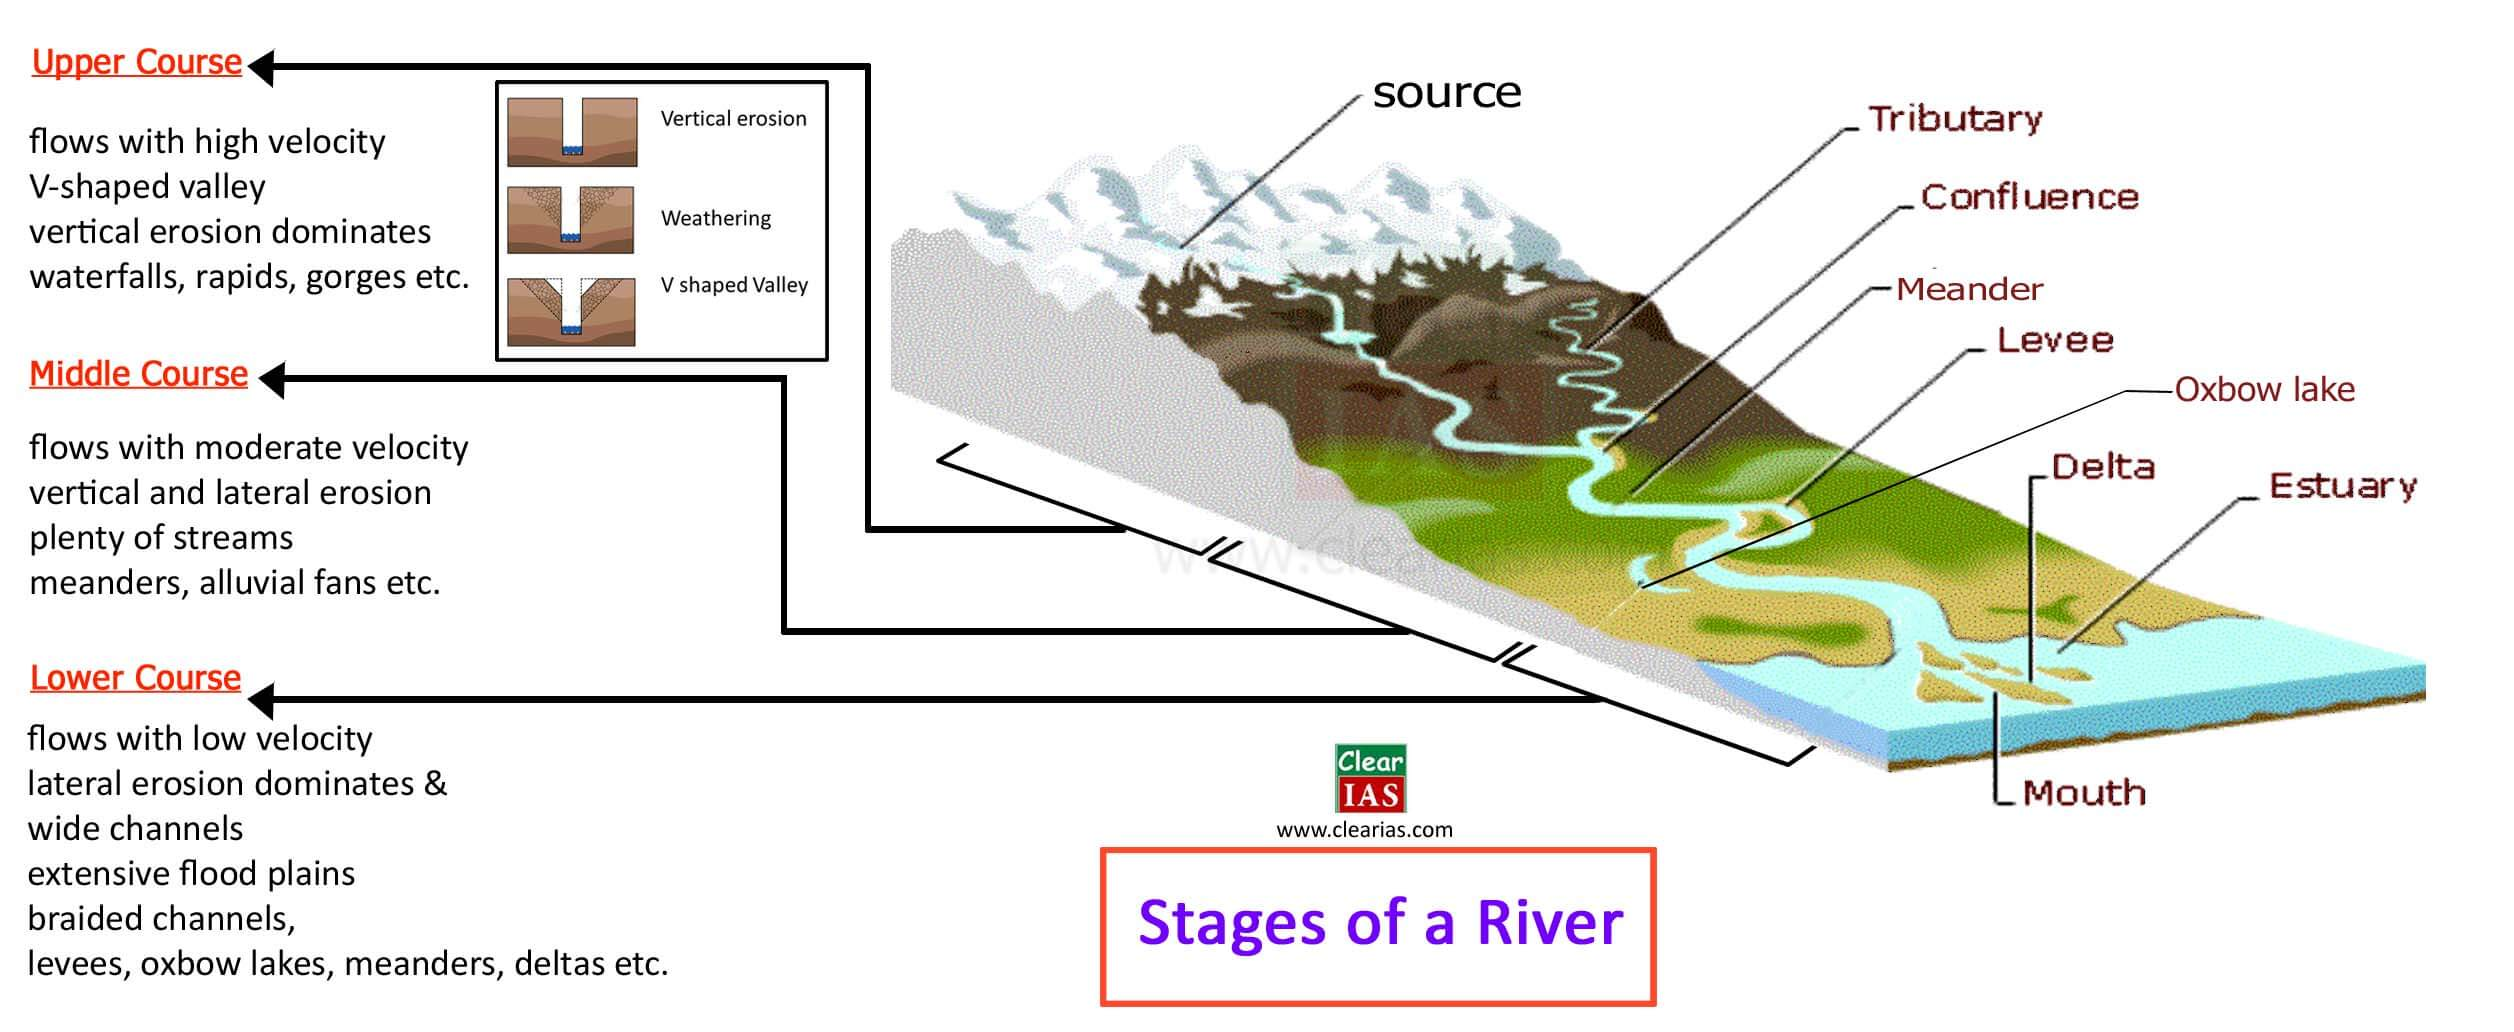 Upper Course
flows with high velocity
V-shaped valley
vertical erosion dominates
waterfalls, rapids, gorges etc.
Vertical erosion
Weathering
V shaped Valley
Middle Course
flows with moderate velocity
vertical and lateral erosion
plenty of streams
meanders, alluvial fans etc.
Lower Course
flows with low velocity
lateral erosion dominates &
wide channels
extensive flood plains
braided channels,
levees, oxbow lakes, meanders, deltas etc.
source
Tributary
Confluence
Meander
Levee
Oxbow lake
Delta
Estuary
Mouth
IAS
www.clea
Clear
IAS
www.clearias.com
Stages of a River